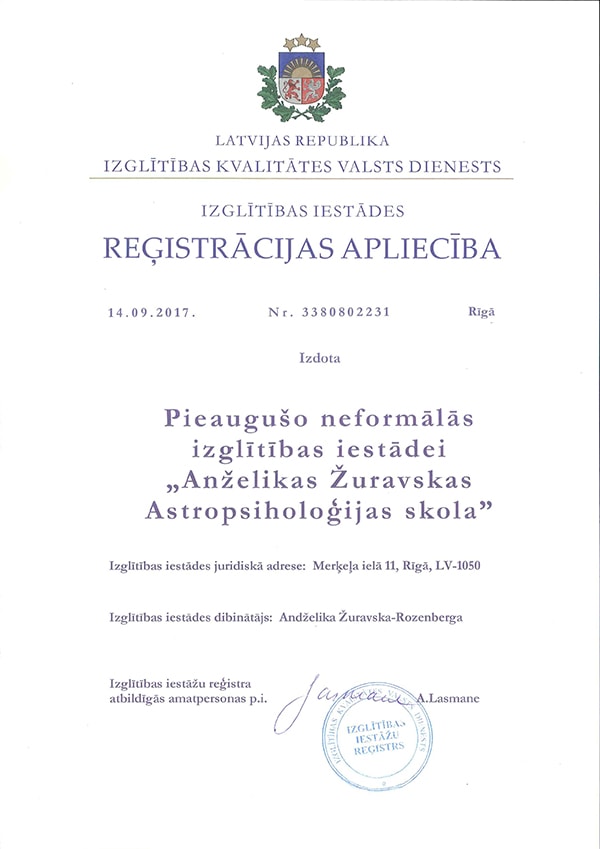 LATVIJAS REPUBLIKA
IZGLĪTĪBAS KVALITĀTES VALSTS DIENESTS
IZGLĪTĪBAS IESTĀDES
REĢISTRĀCIJAS APLIECĪBA
14.09.2017. Nr. 3380802231 Rīgā
Izdota
Pieaugušo neformālās
izglītības iestādei
„Anželikas Žuravskas
Astropsiholoģijas skola”
Izglītības iestādes juridiskā adrese: Merķeļa ielā 11, Rīgā, LV-1050
Izglītības iestādes dibinātājs: Andželika Žuravska-Rozenberga
Izglītības iestāžu reģistra
atbildīgās amatpersonas p.i. A.Lasmane
IZGLĪTĪBAS KVALITĀTES VALSTS DIENESTS
IZGLĪTĪBAS
IESTĀŽU
REĢISTRS